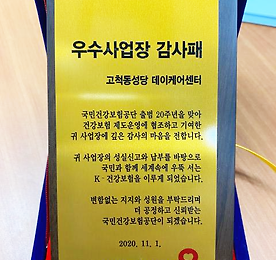 우수사업장 감사패
고척동성당 데이케어센터
국민건강보험공단 출범 20주년을 맞아
건강보험 제도운영에 협조하고 기여한
귀 사업장에 깊은 감사의 마음을 전합니다.
귀 사업장의 성실신고와 납부를 바탕으로
국민과 함께 세계속에 우뚝 서는
K-건강보험을 이루게 되었습니다.
변함없는 지지와 성원을 부탁드리며
더 공정하고 신뢰받는
국민건강보험공단이 되겠습니다.
2020. 11. 1.